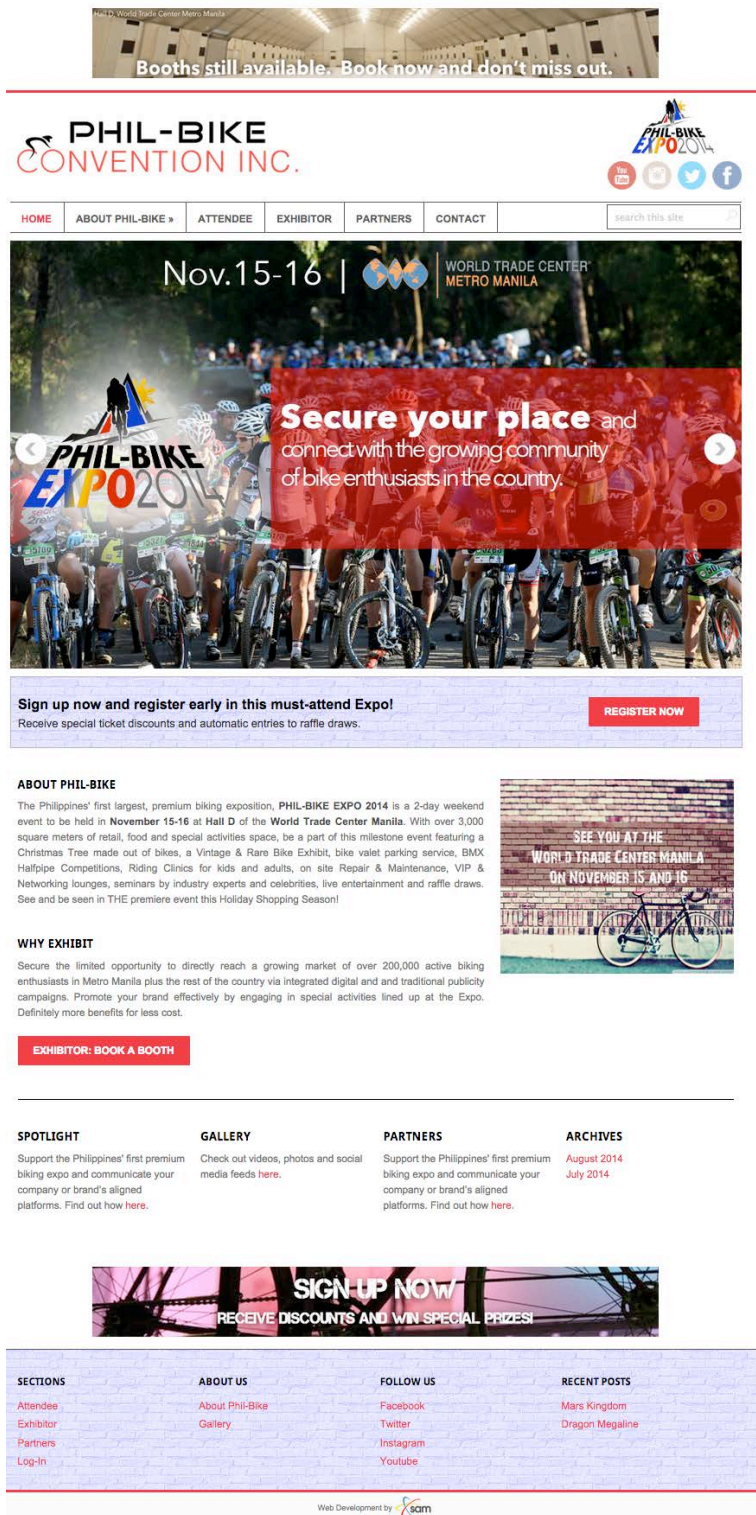 Hall D, World Trade Center Metro Manila
Booths still available. Book now and don't miss out.
PHIL-BIKE
CONVENTION INC.
PHIL-BIKE
EXPO2014
You
Tube
HOME
ABOUT PHIL-BIKE »
ATTENDEE
EXHIBITOR
PARTNERS
CONTACT
search this site
Nov.15-16 |
WORLD TRADE CENTER
METRO MANILA
PHIL-BIKE
EXPO2014
Secure your place and
connect with the growing community
of bike enthusiasts in the country.
Sign up now and register early in this must-attend Expo!
Receive special ticket discounts and automatic entries to raffle draws.
REGISTER NOW
ABOUT PHIL-BIKE
The Philippines' first largest, premium biking exposition, PHIL-BIKE EXPO 2014 is a 2-day weekend
event to be held in November 15-16 at Hall D of the World Trade Center Manila. With over 3,000
square meters of retail, food and special activities space, be a part of this milestone event featuring a
Christmas Tree made out of bikes, a Vintage & Rare Bike Exhibit, bike valet parking service, BMX
Halfpipe Competitions, Riding Clinics for kids and adults, on site Repair & Maintenance, VIP &
Networking lounges, seminars by industry experts and celebrities, live entertainment and raffle draws.
See and be seen in THE premiere event this Holiday Shopping Season!
SEE YOU AT THE
WORLD TRADE CENTER MANILA
ON NOVEMBER 15 AND 16
WHY EXHIBIT
Secure the limited opportunity to directly reach a growing market of over 200,000 active biking
enthusiasts in Metro Manila plus the rest of the country via integrated digital and and traditional publicity
campaigns. Promote your brand effectively by engaging in special activities lined up at the Expo.
Definitely more benefits for less cost.
EXHIBITOR: BOOK A BOOTH
SPOTLIGHT
Support the Philippines' first premium
biking expo and communicate your
company or brand's aligned
platforms. Find out how here.
GALLERY
Check out videos, photos and social
media feeds here.
PARTNERS
Support the Philippines' first premium
biking expo and communicate your
company or brand's aligned
platforms. Find out how here.
ARCHIVES
August 2014
July 2014
SIGN UP NOW
RECEIVE DISCOUNTS AND WIN SPECIAL PRIZES!
SECTIONS
Attendee
Exhibitor
Partners
Log-In
ABOUT US
About Phil-Bike
Gallery
FOLLOW US
Facebook
Twitter
Instagram
Youtube
RECENT POSTS
Mars Kingdom
Dragon Megaline
Web Development by sam